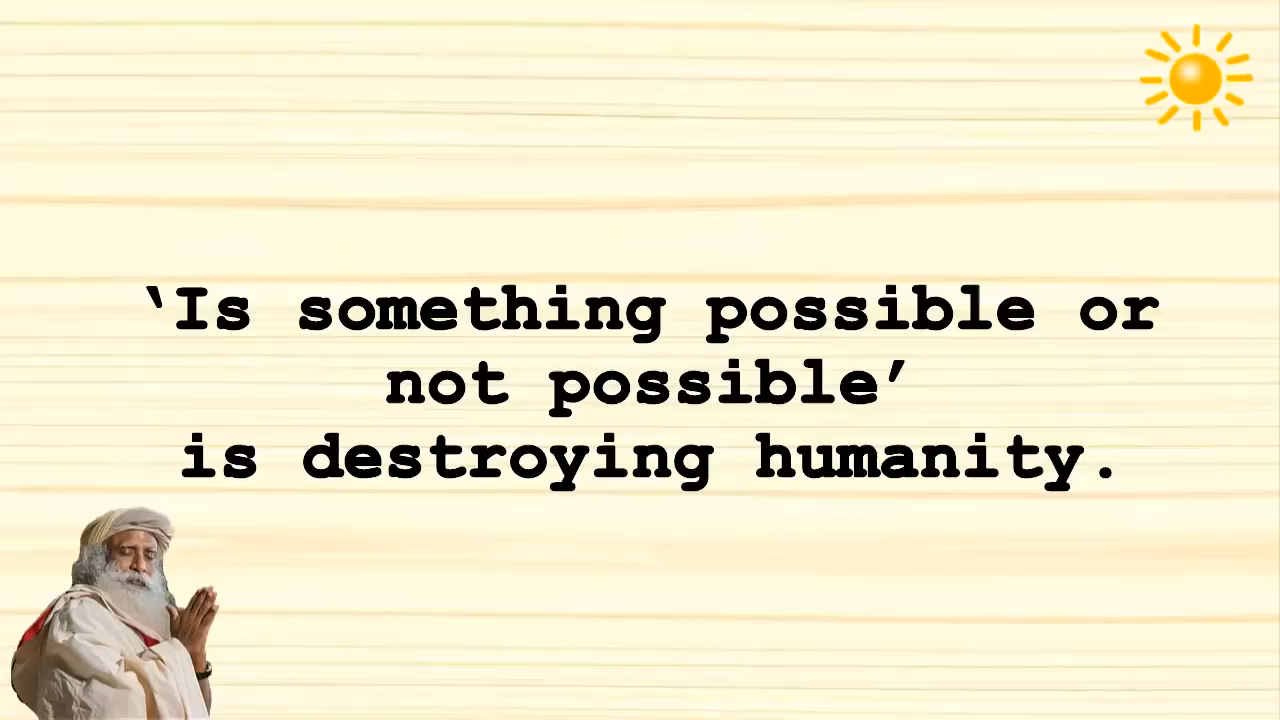 ‘Is something possible or
not possible’
is destroying humanity.